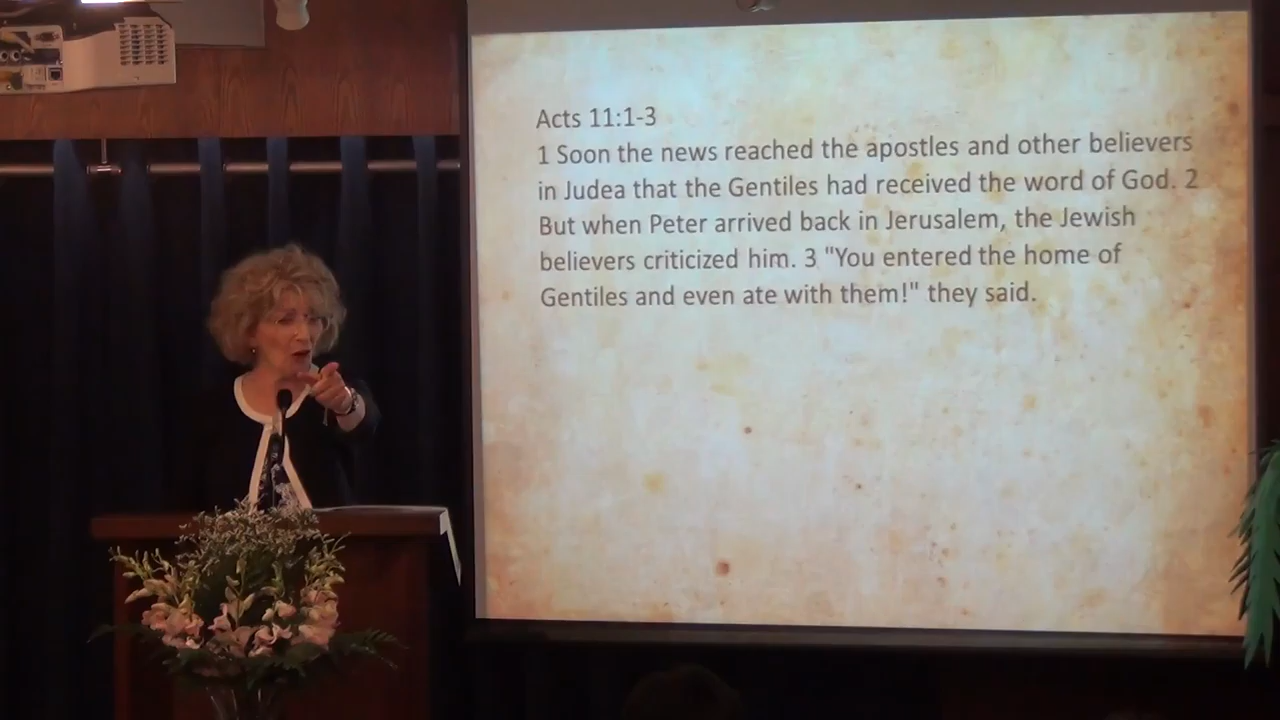 Acts 11:1-3
1 Soon the news reached the apostles and other believers
in Judea that the Gentiles had received the word of God. 2
But when Peter arrived back in Jerusalem, the Jewish
believers criticized him. 3 "You entered the home of
Gentiles and even ate with them!" they said.